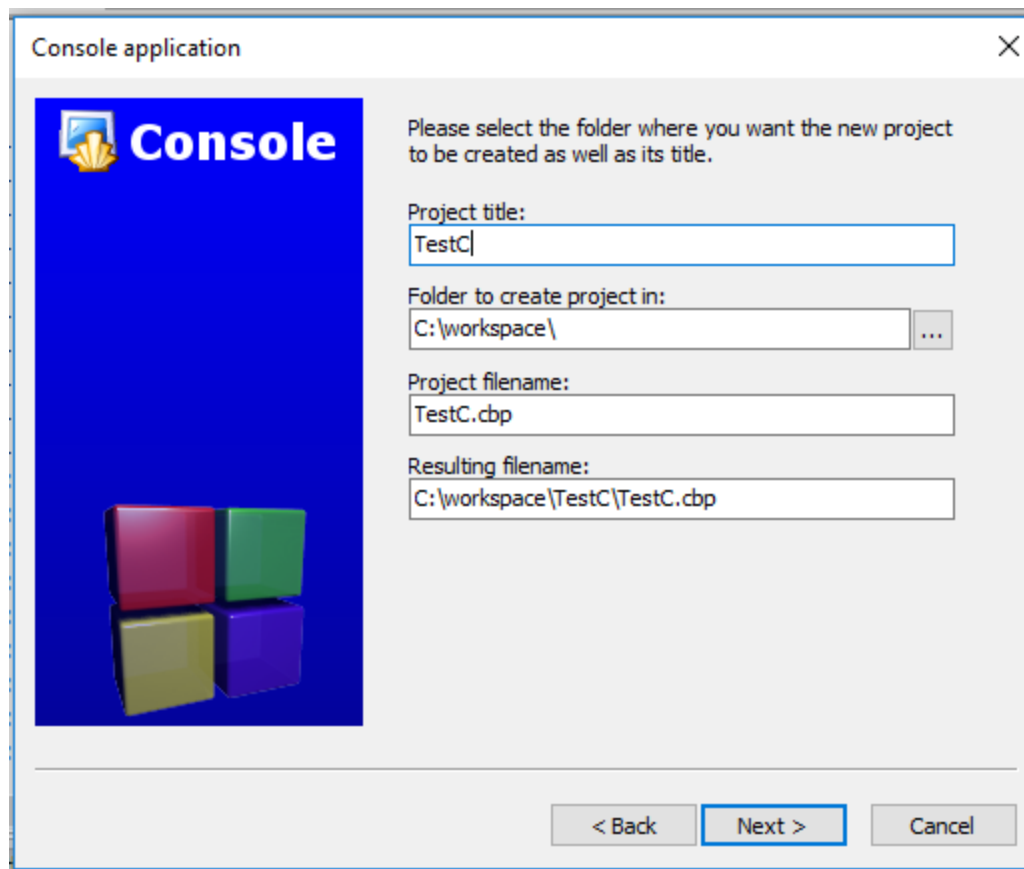 Console application
Console
Please select the folder where you want the new project
to be created as well as its title.
Project title:
TestC
Folder to create project in:
C:\workspace\
...
Project filename:
TestC.cbp
Resulting filename:
C:\workspace\TestC\TestC.cbp
< Back
Next >
Cancel